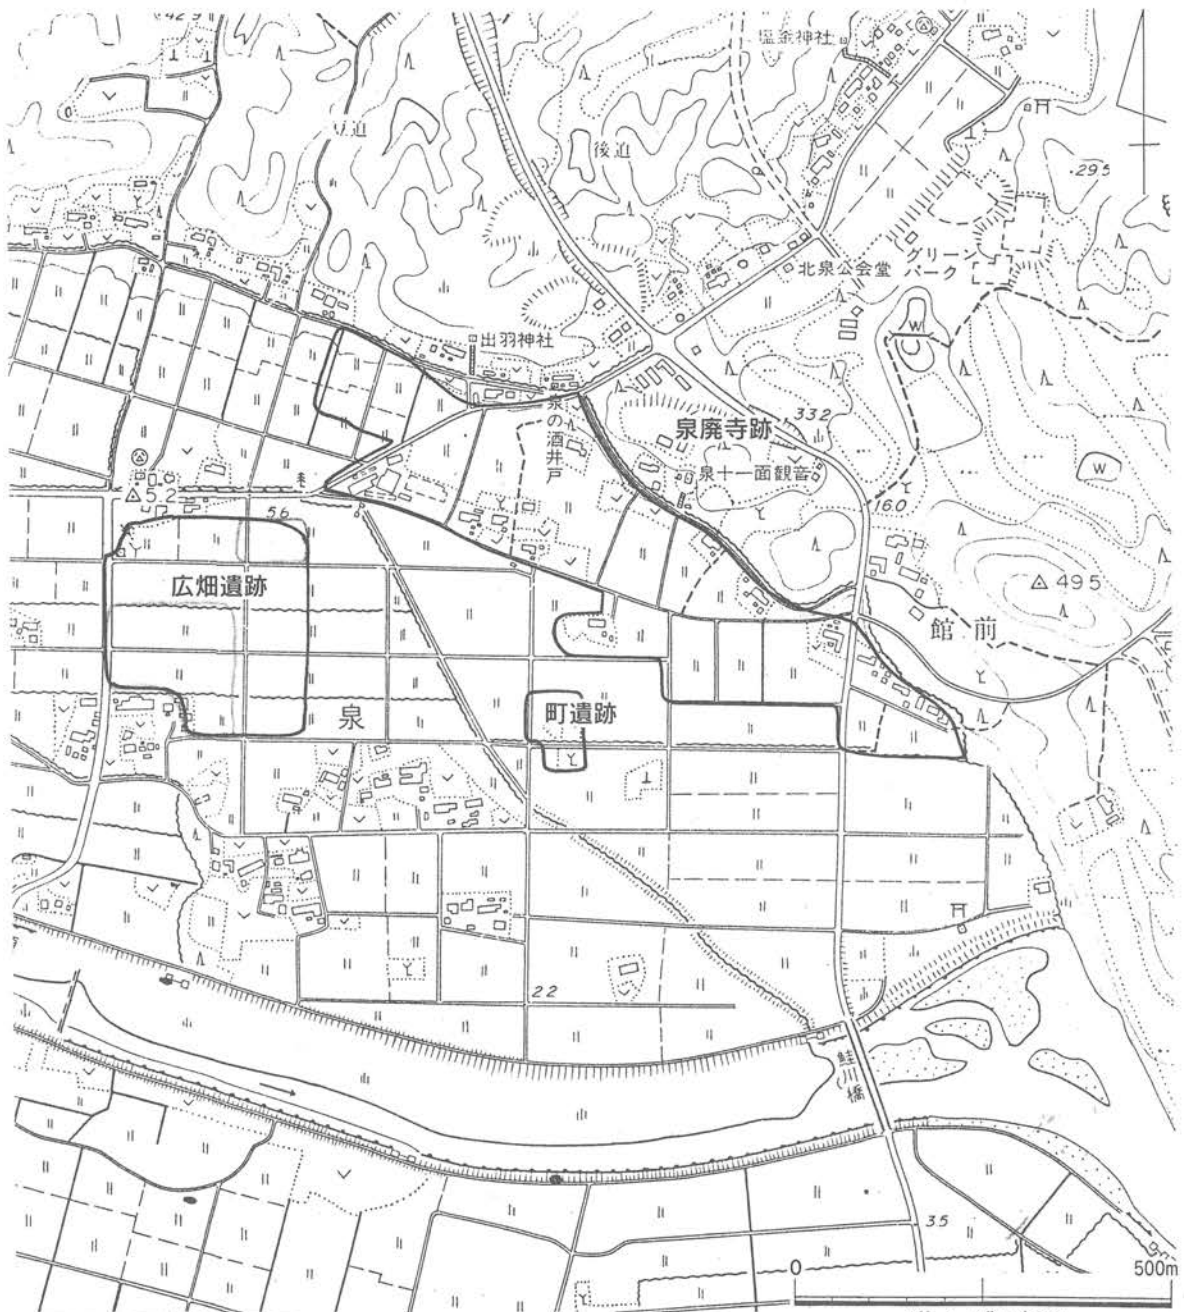 429
塩釜神社
後迫
295
グリーン
パーク
北泉公会堂
W
出羽神社
泉の酒井戸
332
泉廃寺跡
泉十一面観音
W
5.2
56
160
広畑遺跡
495
館前
泉
町遺跡
22
鮭川橋
35
0
500m